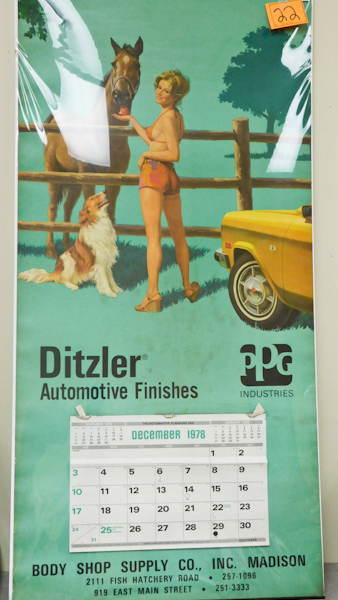 22
Ditzler®
Automotive Finishes
PPG
INDUSTRIES
DECEMBER 1978
1 2
3 4 5 6 7 8 9
10 11 12 13 14 15 16
17 18 19 20 21 22 23
24 25 26 27 28 29 30
31
BODY SHOP SUPPLY CO., INC. MADISON
2111 FISH HATCHERY ROAD • 257-1096
919 EAST MAIN STREET • 251-3333